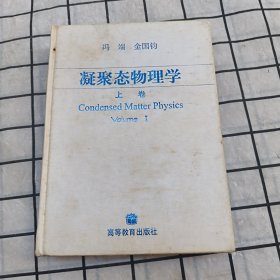 冯 端 金国钧
凝聚态物理学
上 卷
Condensed Matter Physics
Volume I
高等教育出版社